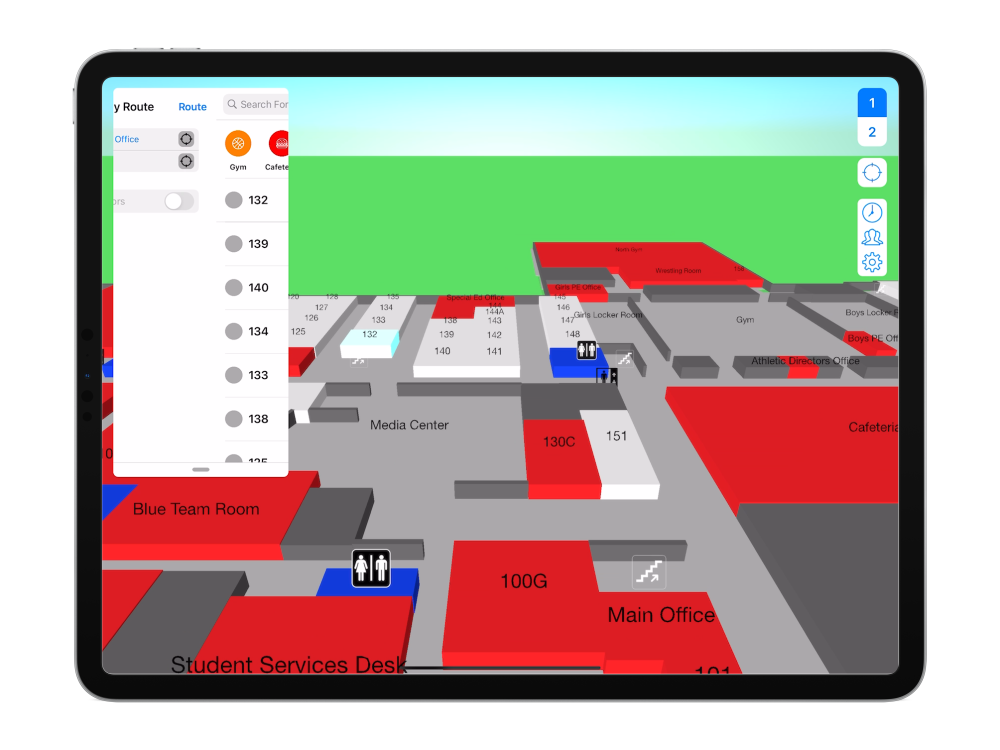 y Route
Route
Search For
Office
ors
Gym
Cafete
132
139
140
134
133
138
1
2
North Gym
Wrestling Room
158
Girls PE Office
Girls Locker Room
Gym
Boys Locker
Boys PE Off
Athletic Directors Office
Cafeteria
128
135
127
134
126
133
125
132
Special Ed Office
144
144A
138
143
139
142
140
141
145
146
147
148
Media Center
130C
151
Blue Team Room
100G
Main Office
Student Services Desk
101